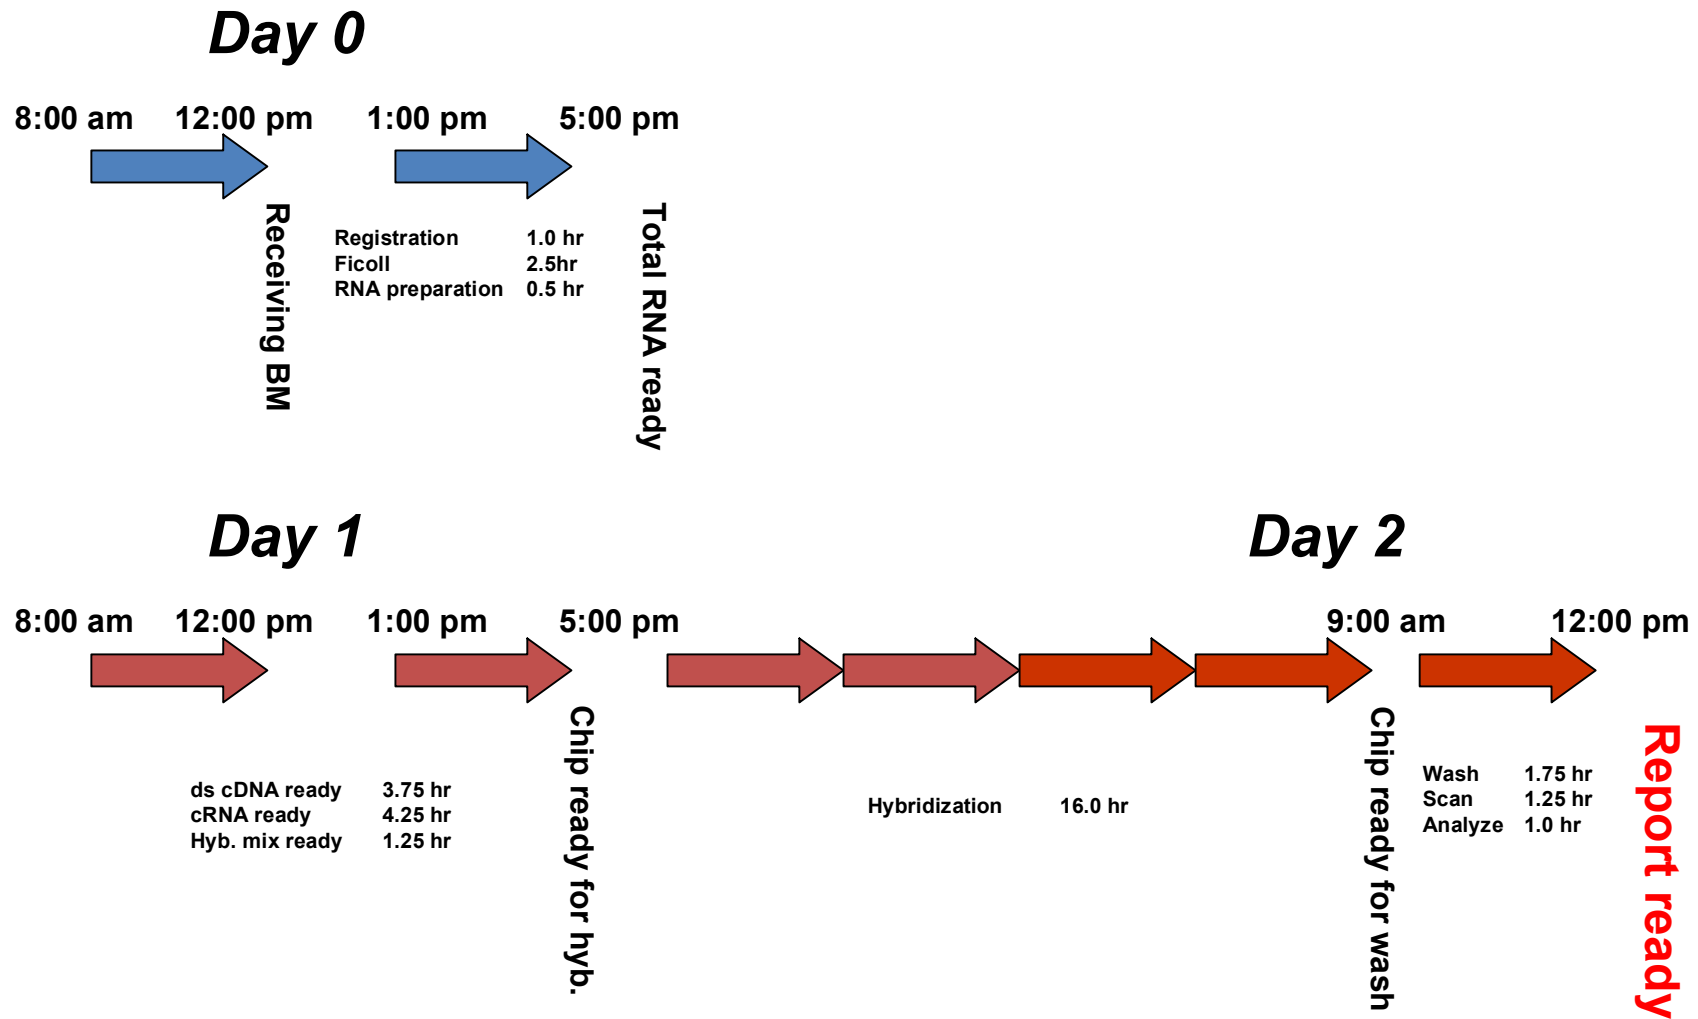 Day 0
8:00 am 12:00 pm 1:00 pm 5:00 pm
Receiving BM
Registration 1.0 hr
Ficoll 2.5hr
RNA preparation 0.5 hr
Total RNA ready
Day 1 Day 2
8:00 am 12:00 pm 1:00 pm 5:00 pm 9:00 am 12:00 pm
ds cDNA ready 3.75 hr
cRNA ready 4.25 hr
Hyb. mix ready 1.25 hr
Chip ready for hyb.
Hybridization 16.0 hr
Chip ready for wash
Wash 1.75 hr
Scan 1.25 hr
Analyze 1.0 hr
Report ready